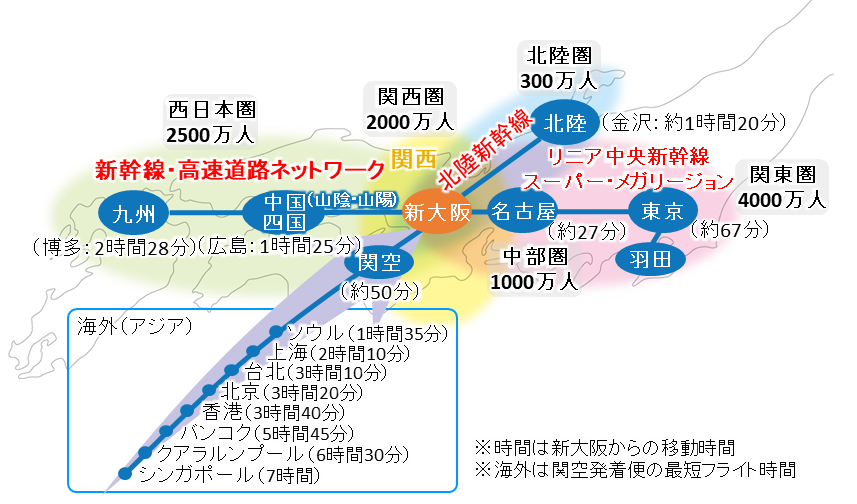 北陸圏
300万人
関西圏
2000万人
西日本圏
2500万人
北陸
(金沢:約1時間20分)
北陸新幹線
関西
リニア中央新幹線
スーパー・メガリージョン
新幹線・高速道路ネットワーク
関東圏
4000万人
九州
中国
四国
(山陰・山陽)
新大阪
名古屋
東京
(博多:2時間28分)
(広島:1時間25分)
(約27分)
(約67分)
関空
(約50分)
中部圏
1000万人
羽田
海外(アジア)
ソウル(1時間35分)
上海(2時間10分)
台北(3時間10分)
北京(3時間20分)
香港(3時間40分)
バンコク(5時間45分)
クアラルンプール(6時間30分)
シンガポール(7時間)
※時間は新大阪からの移動時間
※海外は関空発着便の最短フライト時間